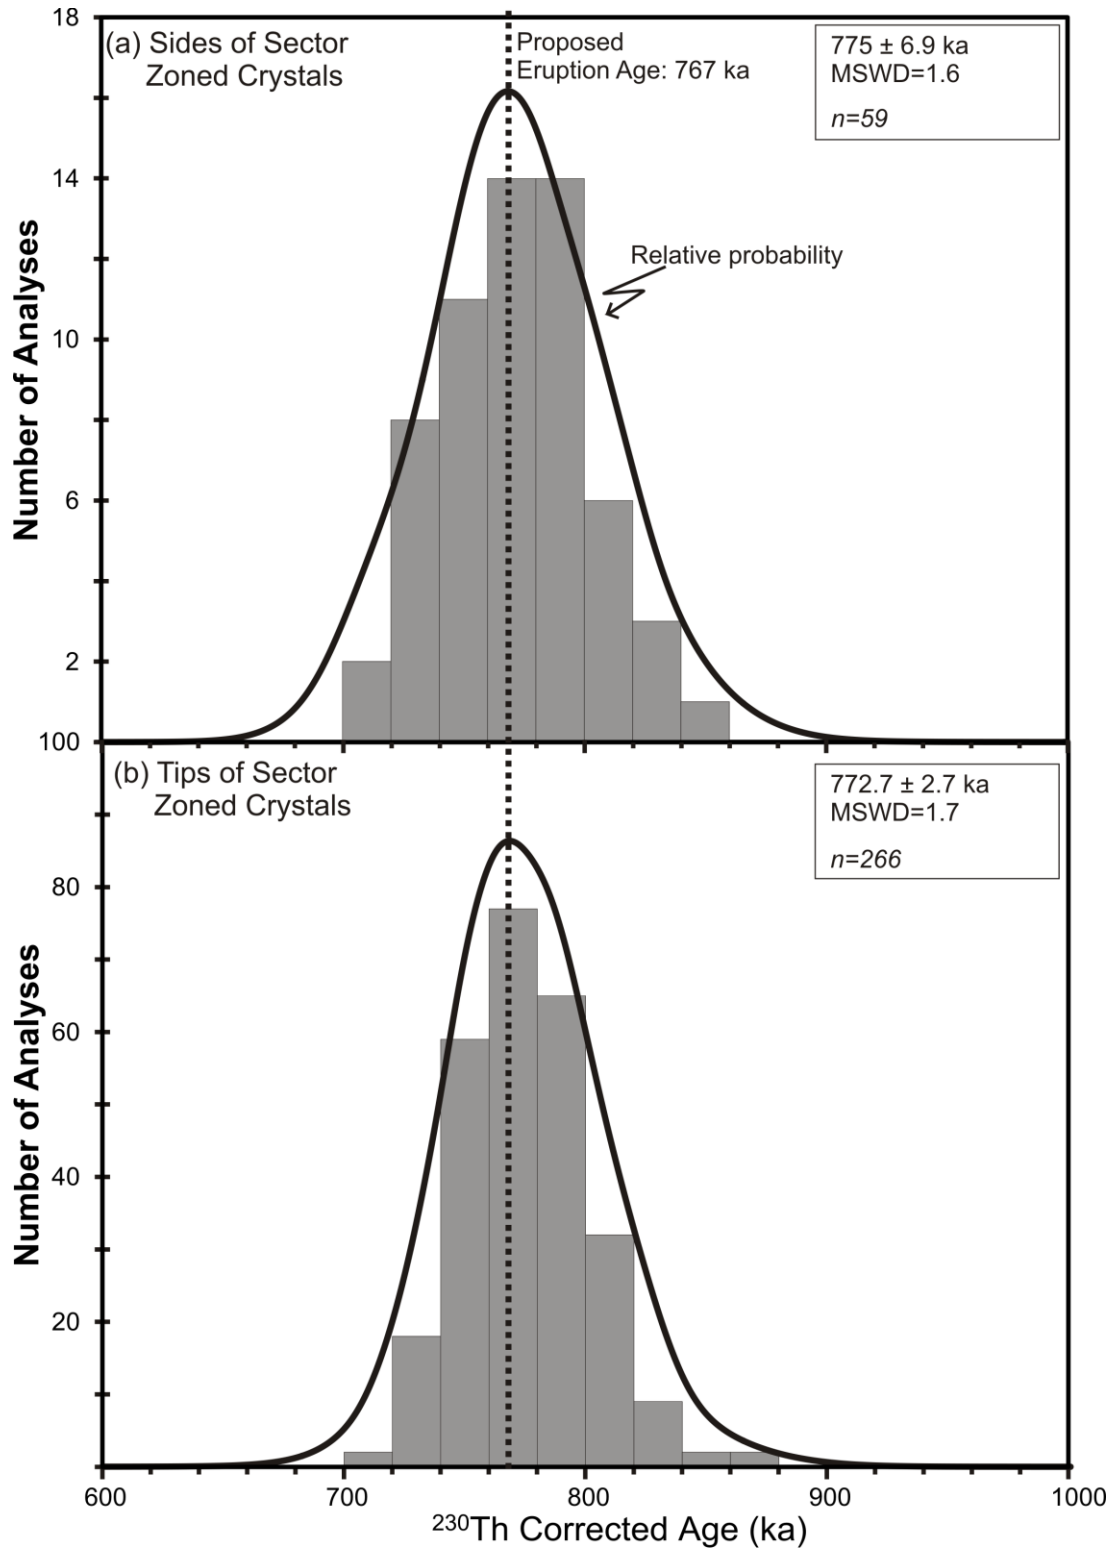 18
(a) Sides of Sector
Zoned Crystals
Proposed
Eruption Age: 767 ka
775 ± 6.9 ka
MSWD=1.6
n=59
14
Relative probability
10
6
2
Number of Analyses
100
(b) Tips of Sector
Zoned Crystals
772.7 ± 2.7 ka
MSWD=1.7
n=266
80
60
40
20
Number of Analyses
600 700 800 900 1000
²³⁰Th Corrected Age (ka)